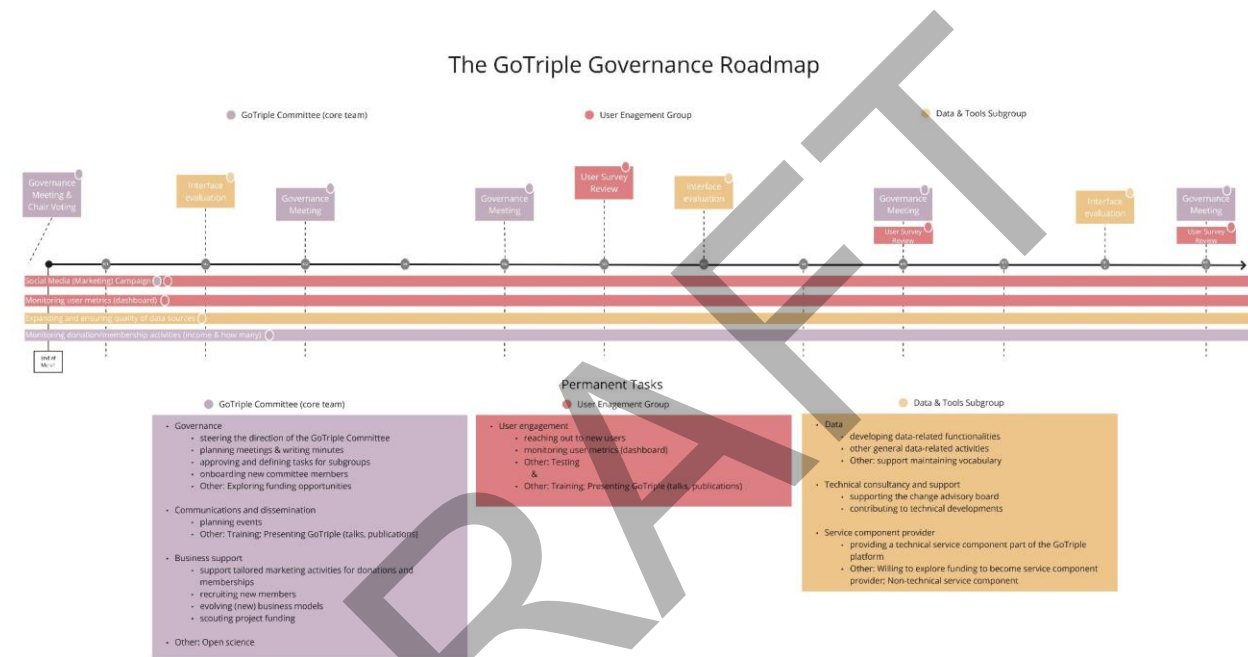 The GoTriple Governance Roadmap
GoTriple Committee (core team)
User Enagement Group
Data & Tools Subgroup
Governance
Meeting &
Chair Voting
Interface
evaluation
Governance
Meeting
Governance
Meeting
User Survey
Review
Interface
evaluation
Governance
Meeting
User Survey
Review
Interface
evaluation
Governance
Meeting
User Survey
Review
Social Media (Marketing) Campaign
Monitoring user metrics (dashboard)
Expanding and ensuring quality of data sources
Monitoring donation/membership activities (income & how many)
end of
Permanent Tasks
GoTriple Committee (core team)
• Governance
• steering the direction of the GoTriple Committee
• planning meetings & writing minutes
• approving and defining tasks for subgroups
• onboarding new committee members
• Other: Exploring funding opportunities
• Communications and dissemination
• planning events
• Other: Training; Presenting GoTriple (talks, publications)
• Business support
• support tailored marketing activities for donations and
memberships
• recruiting new members
• evolving (new) business models
• scouting project funding
• Other: Open science
User Enagement Group
• User engagement
• reaching out to new users
• monitoring user metrics (dashboard)
• Other: Testing
&
• Other: Training; Presenting GoTriple (talks, publications)
Data & Tools Subgroup
• Data
• developing data-related functionalities
• other general data-related activities
• Other: support maintaining vocabulary
• Technical consultancy and support
• supporting the change advisory board
• contributing to technical developments
• Service component provider
• providing a technical service component part of the GoTriple
platform
• Other: Willing to explore funding to become service component
provider; Non-technical service component
RAFT